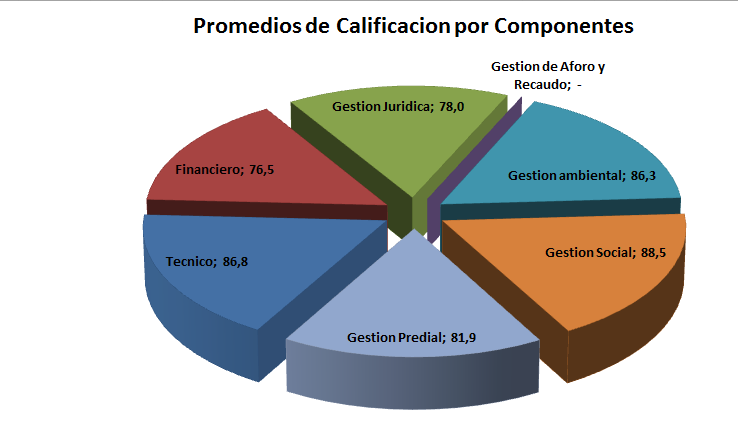 Promedios de Calificacion por Componentes
Gestion de Aforo y
Recaudo; -
Gestion Juridica; 78,0
Financiero; 76,5
Gestion ambiental; 86,3
Tecnico; 86,8
Gestion Social; 88,5
Gestion Predial; 81,9